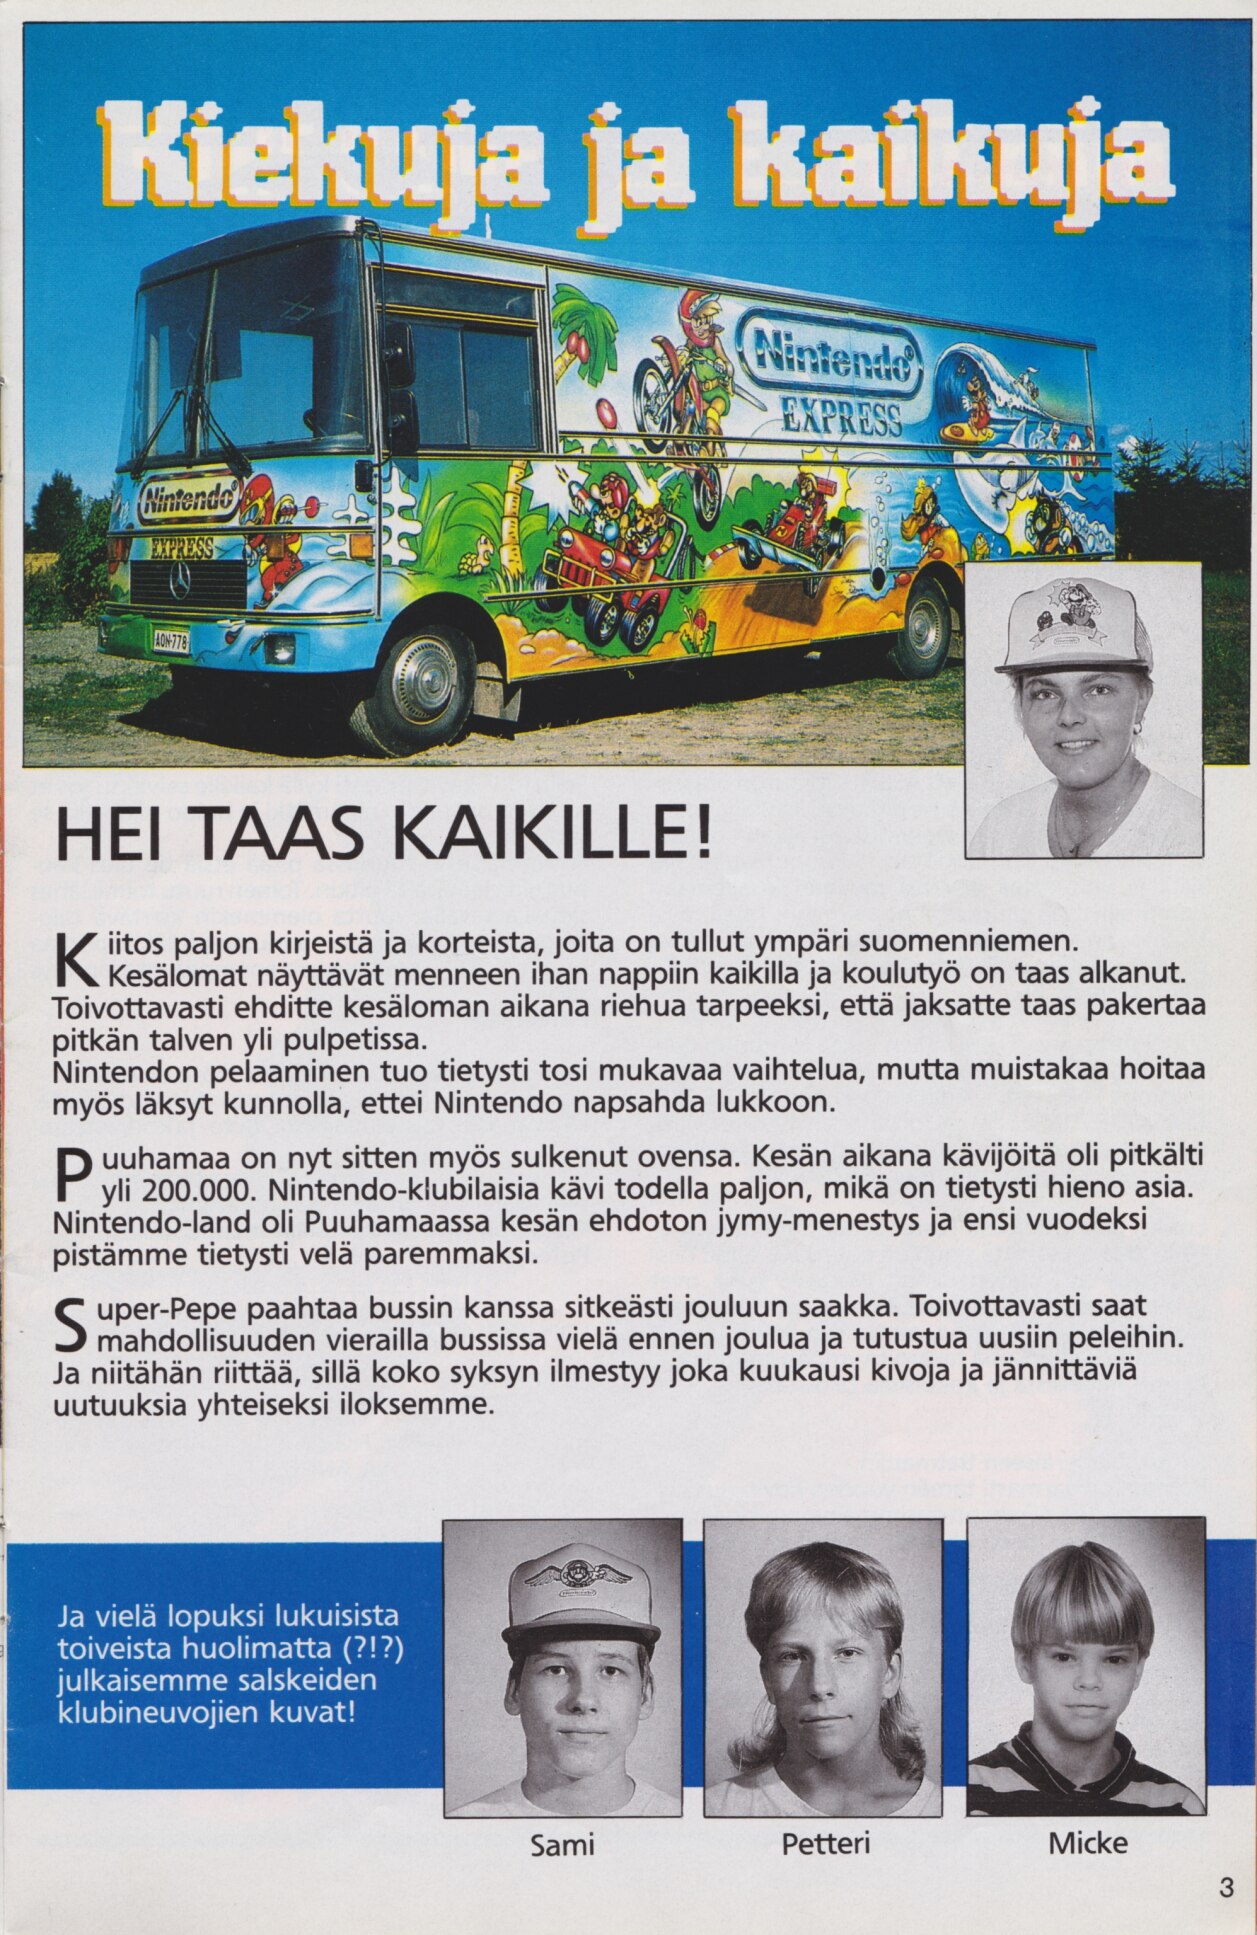 Kiekuja ja kaikuja
Nintendo®
EXPRESS
Nintendo®
EXPRESS
AON-778
HEI TAAS KAIKILLE!
Kiitos paljon kirjeistä ja korteista, joita on tullut ympäri suomenniemen.
Kesälomat näyttävät menneen ihan nappiin kaikilla ja koulutyö on taas alkanut.
Toivottavasti ehditte kesäloman aikana riehua tarpeeksi, että jaksatte taas pakertaa
pitkän talven yli pulpetissa.
Nintendon pelaaminen tuo tietysti tosi mukavaa vaihtelua, mutta muistakaa hoitaa
myös läksyt kunnolla, ettei Nintendo napsahda lukkoon.
Puuhamaa on nyt sitten myös sulkenut ovensa. Kesän aikana kävijöitä oli pitkälti
yli 200.000. Nintendo-klubilaisia kävi todella paljon, mikä on tietysti hieno asia.
Nintendo-land oli Puuhamaassa kesän ehdoton jymy-menestys ja ensi vuodeksi
pistämme tietysti velä paremmaksi.
Super-Pepe paahtaa bussin kanssa sitkeästi jouluun saakka. Toivottavasti saat
mahdollisuuden vierailla bussissa vielä ennen joulua ja tutustua uusiin peleihin.
Ja niitähän riittää, sillä koko syksyn ilmestyy joka kuukausi kivoja ja jännittäviä
uutuuksia yhteiseksi iloksemme.
Ja vielä lopuksi lukuisista
toiveista huolimatta (?!?)
julkaisemme salskeiden
klubineuvojien kuvat!
Sami
Petteri
Micke
3